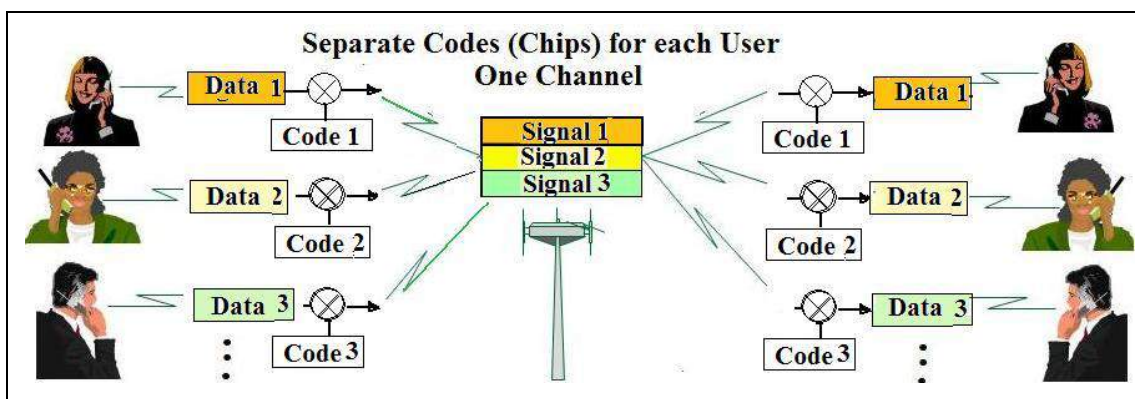 Separate Codes (Chips) for each User
One Channel
Data 1
Code 1
Data 2
Code 2
Data 3
Code 3
Signal 1
Signal 2
Signal 3
Data 1
Code 1
Data 2
Code 2
Data 3
Code 3